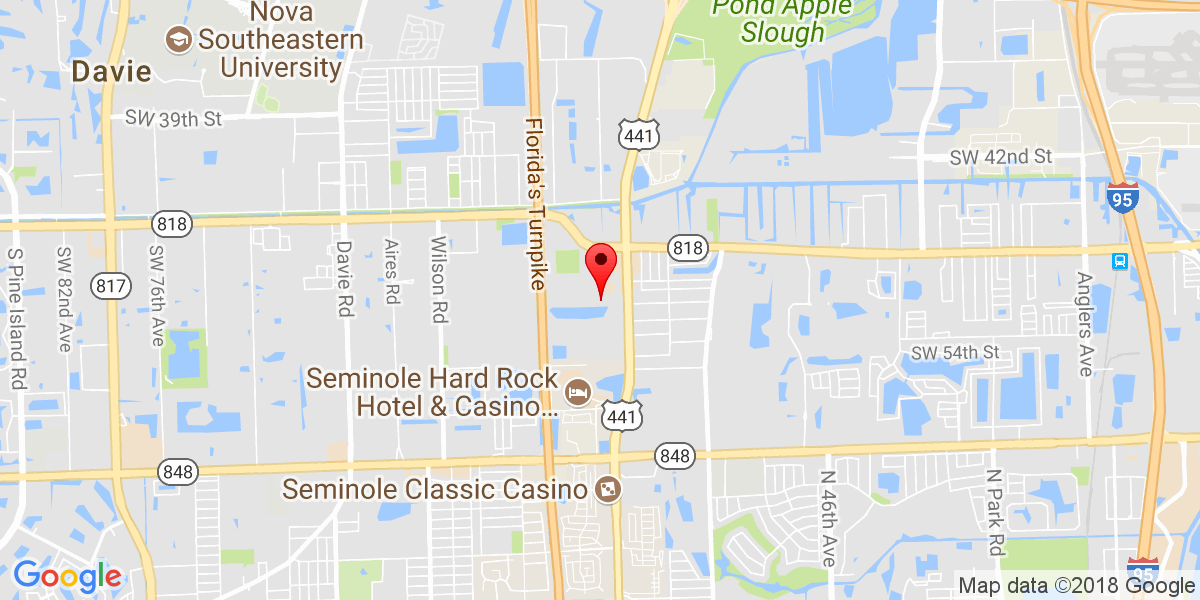 Nova
Southeastern
University
Pond Apple
Slough
Davie
SW 39th St
441
SW 42nd St
Florida's Turnpike
95
818
818
S Pine Island Rd
SW 82nd Ave
817
SW 76th Ave
Davie Rd
Aires Rd
Wilson Rd
Anglers Ave
SW 54th St
Seminole Hard Rock
Hotel & Casino...
441
848
848
Seminole Classic Casino
N 46th Ave
N Park Rd
95
Google
Map data ©2018 Google